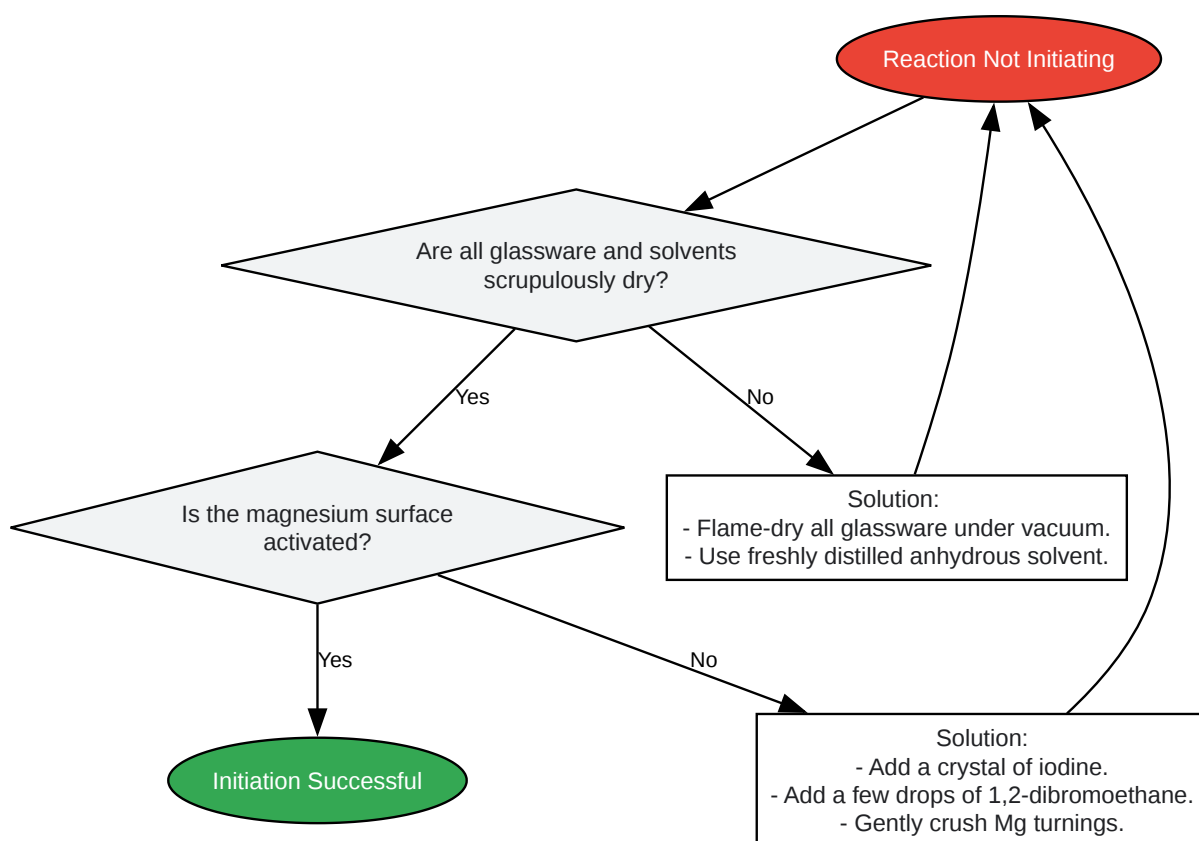 Reaction Not Initiating
Are all glassware and solvents
scrupulously dry?
Yes
No
Is the magnesium surface
activated?
Solution:
- Flame-dry all glassware under vacuum.
- Use freshly distilled anhydrous solvent.
Yes
No
Initiation Successful
Solution:
- Add a crystal of iodine.
- Add a few drops of 1,2-dibromoethane.
- Gently crush Mg turnings.